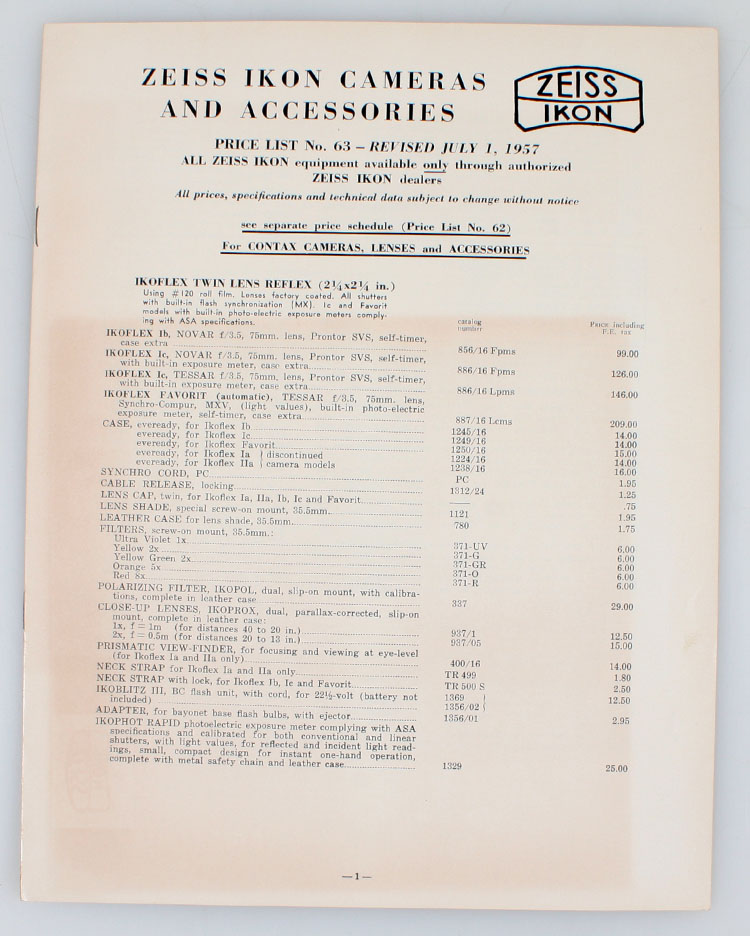 ZEISS IKON CAMERAS
AND ACCESSORIES
ZEISS
IKON
PRICE LIST No. 63 – REVISED JULY 1, 1957
ALL ZEISS IKON equipment available only through authorized
ZEISS IKON dealers
All prices, specifications and technical data subject to change without notice
see separate price schedule (Price List No. 62)
For CONTAX CAMERAS, LENSES and ACCESSORIES
IKOFLEX TWIN LENS REFLEX (2¼x2¼ in.)
Using #120 roll film. Lenses factory coated. All shutters
with built-in flash synchronization (MX). Ic and Favorit
models with built-in photo-electric exposure meters comply-
ing with ASA specifications.
catalog number
PRICE including F.E. tax
IKOFLEX Ib, NOVAR f/3.5, 75mm. lens, Prontor SVS, self-timer,
case extra 856/16 Fpms 99.00
IKOFLEX Ic, NOVAR f/3.5, 75mm. lens, Prontor SVS, self-timer,
with built-in exposure meter, case extra 886/16 Fpms 126.00
IKOFLEX Ic, TESSAR f/3.5, 75mm. lens, Prontor SVS, self-timer,
with built-in exposure meter, case extra 886/16 Lpms 146.00
IKOFLEX FAVORIT (automatic), TESSAR f/3.5, 75mm. lens,
Synchro-Compur, MXV, (light values), built-in photo-electric
exposure meter, self-timer, case extra 887/16 Lcms 209.00
CASE, eveready, for Ikoflex Ib 1245/16 14.00
eveready, for Ikoflex Ic 1249/16 14.00
eveready, for Ikoflex Favorit 1250/16 15.00
eveready, for Ikoflex Ia } discontinued 1224/16 14.00
eveready, for Ikoflex IIa } camera models 1238/16 16.00
SYNCHRO CORD, PC PC 1.95
CABLE RELEASE, locking 1312/24 1.25
LENS CAP, twin, for Ikoflex Ia, IIa, Ib, Ic and Favorit .75
LENS SHADE, special screw-on mount, 35.5mm. 1121 1.95
LEATHER CASE for lens shade, 35.5mm. 780 1.75
FILTERS, screw-on mount, 35.5mm.:
Ultra Violet 1x 371-UV 6.00
Yellow 2x 371-G 6.00
Yellow Green 2x 371-GR 6.00
Orange 5x 371-O 6.00
Red 8x 371-R 6.00
POLARIZING FILTER, IKOPOL, dual, slip-on mount, with calibra-
tions, complete in leather case 337 29.00
CLOSE-UP LENSES, IKOPROX, dual, parallax-corrected, slip-on
mount, complete in leather case:
1x, f = 1m (for distances 40 to 20 in.) 937/1 12.50
2x, f = 0.5m (for distances 20 to 13 in.) 937/05 15.00
PRISMATIC VIEW-FINDER, for focusing and viewing at eye-level
(for Ikoflex Ia and IIa only) 400/16 14.00
NECK STRAP for Ikoflex Ia and IIa only TR 499 1.80
NECK STRAP with lock, for Ikoflex Ib, Ic and Favorit TR 500 S 2.50
IKOBLITZ III, BC flash unit, with cord, for 22½-volt (battery not
included) 1369 } 1356/02 } 12.50
ADAPTER, for bayonet base flash bulbs, with ejector 1356/01 2.95
IKOPHOT RAPID photoelectric exposure meter complying with ASA
specifications and calibrated for both conventional and linear
shutters, with light values, for reflected and incident light read-
ings, small, compact design for instant one-hand operation,
complete with metal safety chain and leather case 1329 25.00
—1—